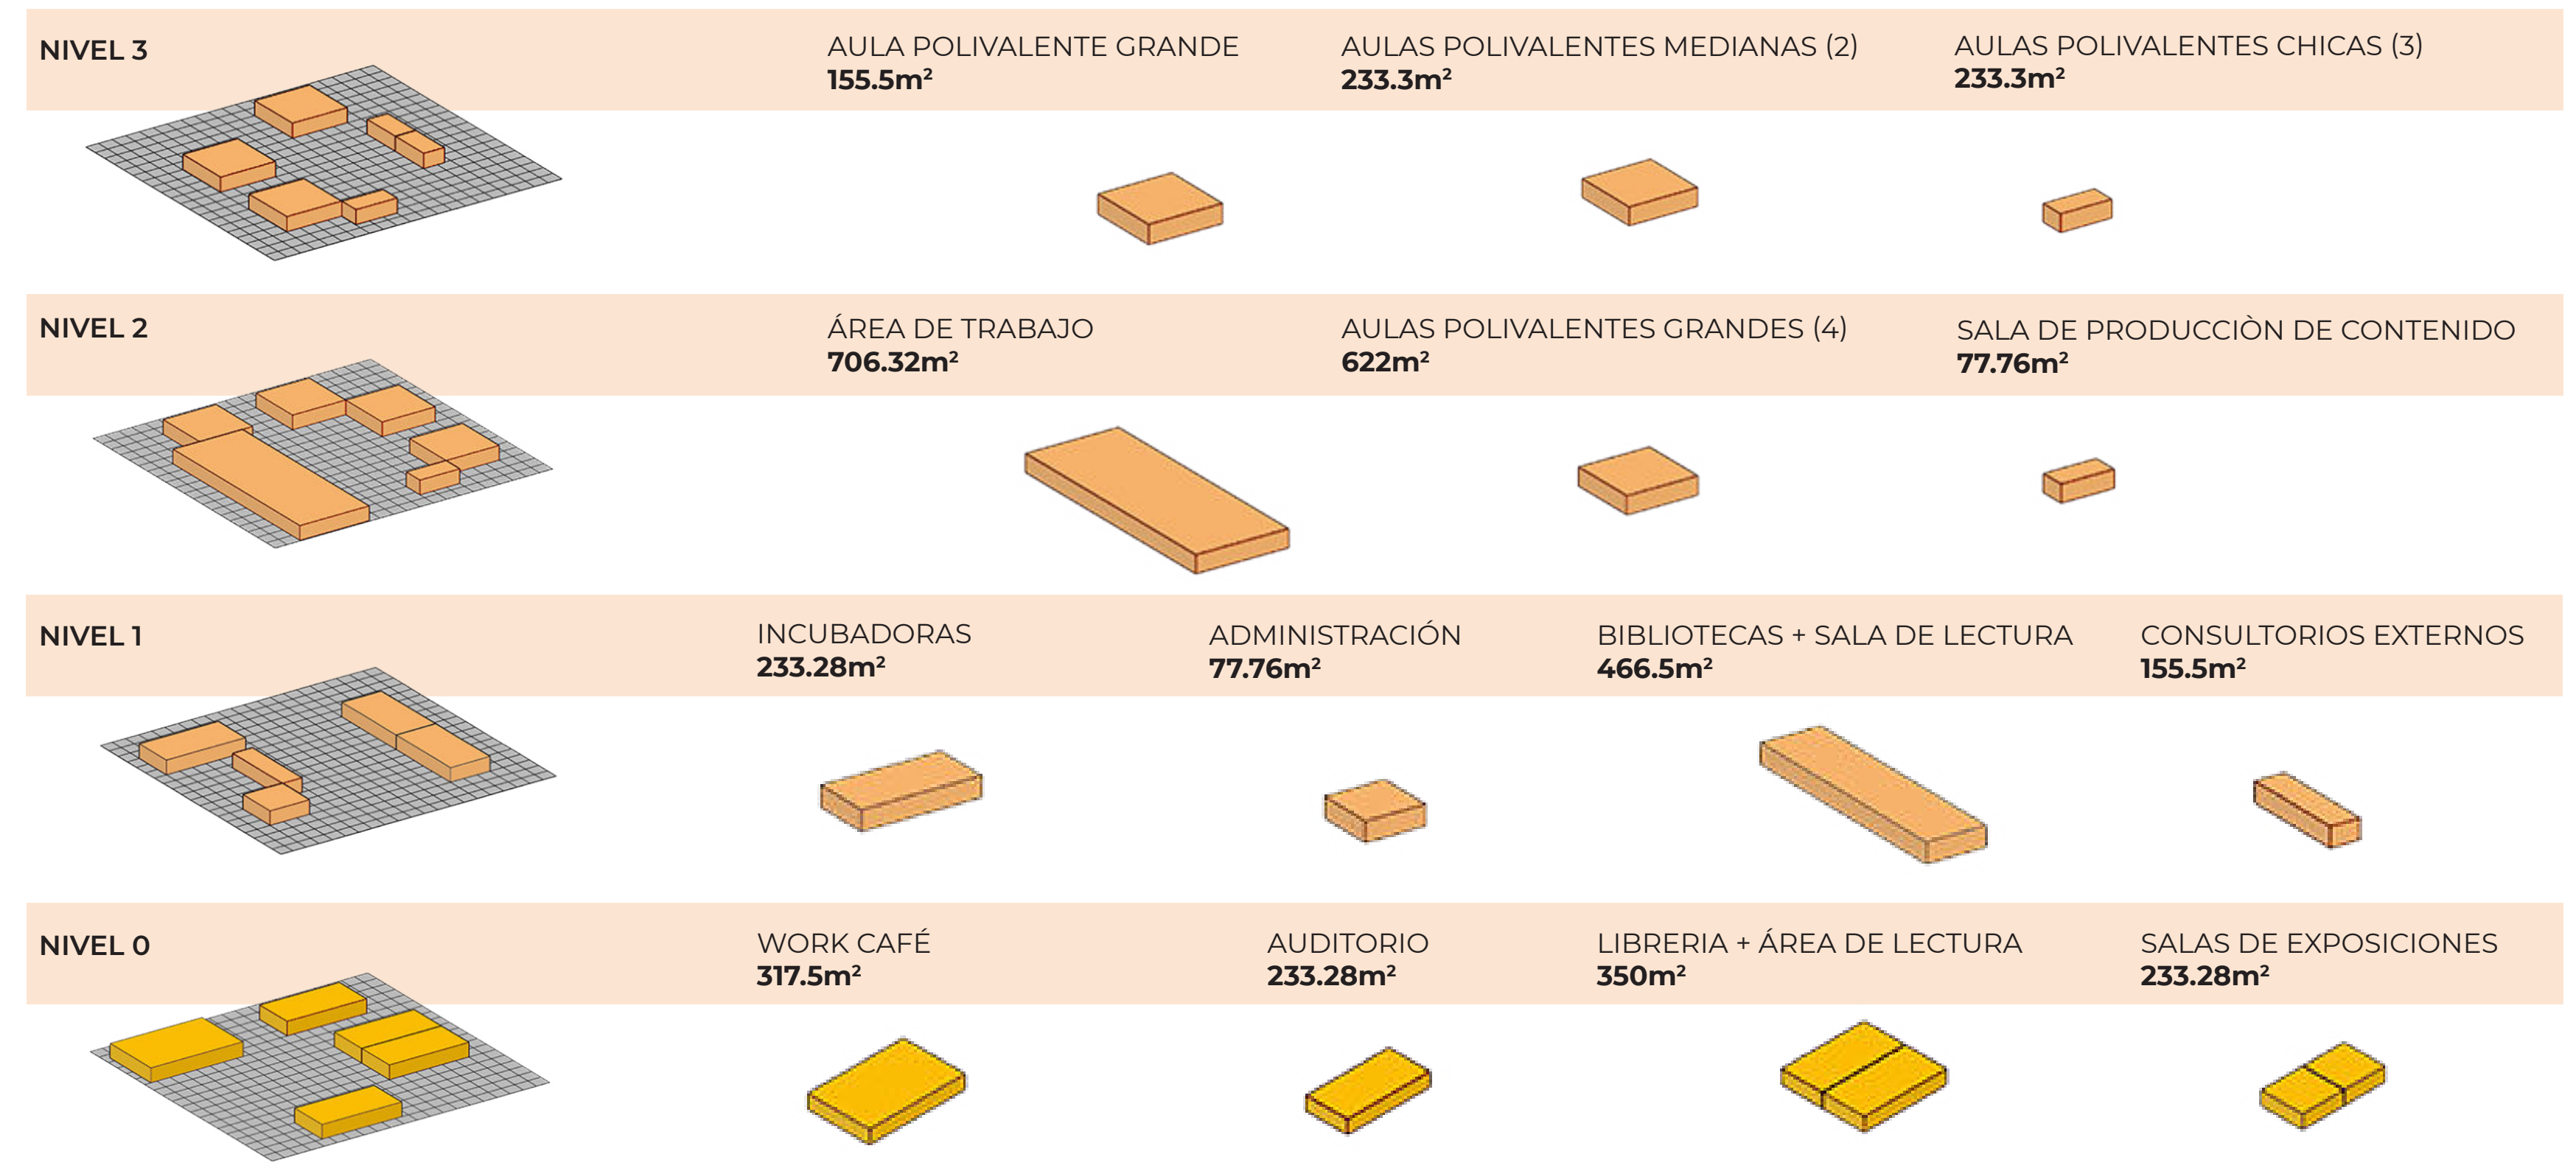 NIVEL 3
AULA POLIVALENTE GRANDE
155.5m²
AULAS POLIVALENTES MEDIANAS (2)
233.3m²
AULAS POLIVALENTES CHICAS (3)
233.3m²
NIVEL 2
ÁREA DE TRABAJO
706.32m²
AULAS POLIVALENTES GRANDES (4)
622m²
SALA DE PRODUCCIÒN DE CONTENIDO
77.76m²
NIVEL 1
INCUBADORAS
233.28m²
ADMINISTRACIÓN
77.76m²
BIBLIOTECAS + SALA DE LECTURA
466.5m²
CONSULTORIOS EXTERNOS
155.5m²
NIVEL 0
WORK CAFÉ
317.5m²
AUDITORIO
233.28m²
LIBRERIA + ÁREA DE LECTURA
350m²
SALAS DE EXPOSICIONES
233.28m²